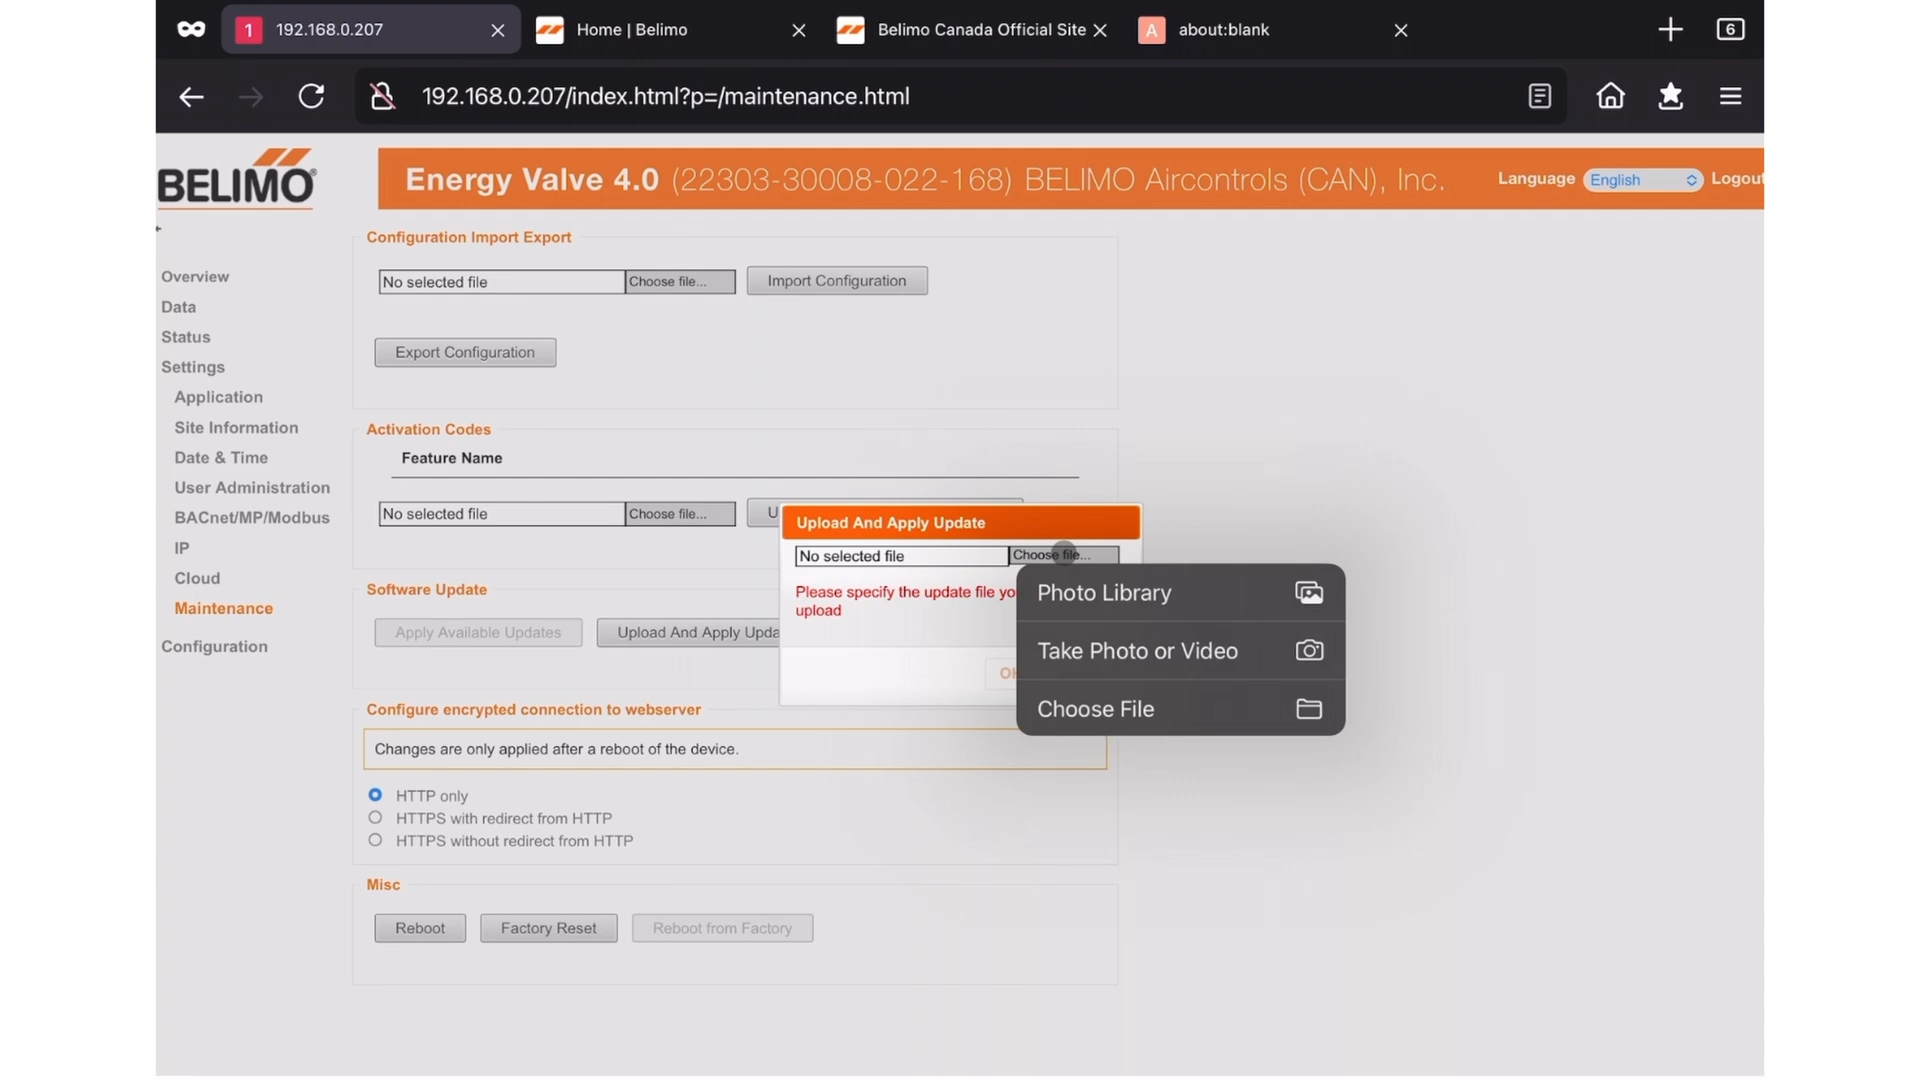 1 192.168.0.207
Home | Belimo
Belimo Canada Official Site
A about:blank
6
192.168.0.207/index.html?p=/maintenance.html
BELIMO®
Energy Valve 4.0 (22303-30008-022-168) BELIMO Aircontrols (CAN), Inc.
Language English Logout
Overview
Data
Status
Settings
Application
Site Information
Date & Time
User Administration
BACnet/MP/Modbus
IP
Cloud
Maintenance
Configuration
Configuration Import Export
No selected file Choose file... Import Configuration
Export Configuration
Activation Codes
Feature Name
No selected file Choose file... U
Software Update
Apply Available Updates Upload And Apply Upda
Upload And Apply Update
No selected file Choose file...
Please specify the update file yo
upload
OK
Photo Library
Take Photo or Video
Choose File
Configure encrypted connection to webserver
Changes are only applied after a reboot of the device.
HTTP only
HTTPS with redirect from HTTP
HTTPS without redirect from HTTP
Misc
Reboot Factory Reset Reboot from Factory